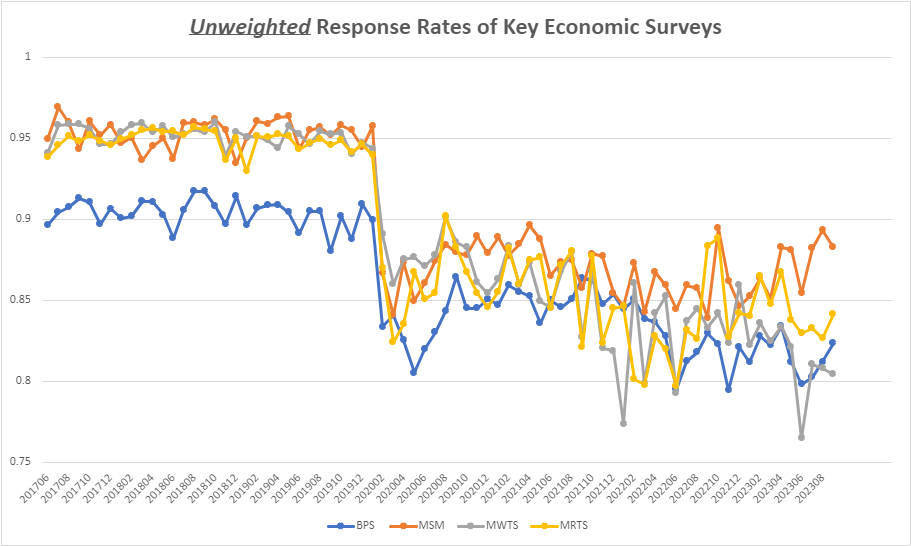 Unweighted Response Rates of Key Economic Surveys
1
0.95
0.9
0.85
0.8
0.75
201706 201708 201710 201712 201802 201804 201806 201808 201810 201812 201902 201904 201906 201908 201910 201912 202002 202004 202006 202008 202010 202012 202102 202104 202106 202108 202110 202112 202202 202204 202206 202208 202210 202212 202302 202304 202306 202308
BPS MSM MWTS MRTS